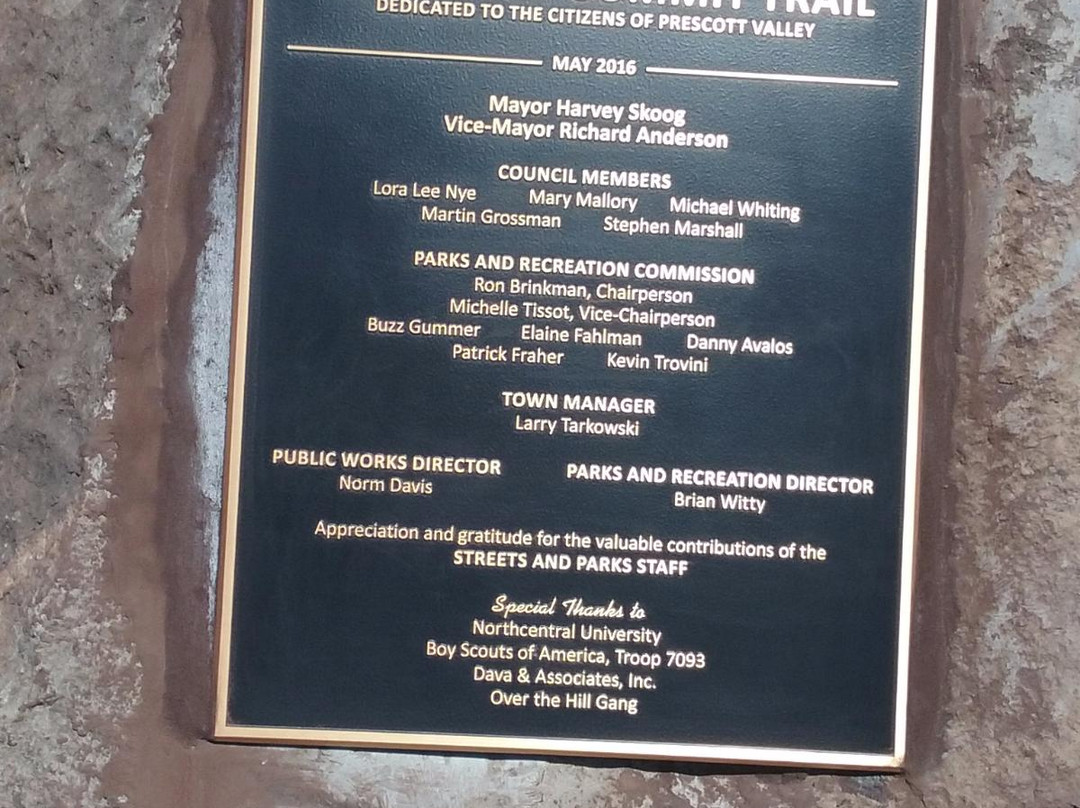 TRAIL
DEDICATED TO THE CITIZENS OF PRESCOTT VALLEY
MAY 2016
Mayor Harvey Skoog
Vice-Mayor Richard Anderson
COUNCIL MEMBERS
Lora Lee Nye Mary Mallory Michael Whiting
Martin Grossman Stephen Marshall
PARKS AND RECREATION COMMISSION
Ron Brinkman, Chairperson
Michelle Tissot, Vice-Chairperson
Buzz Gummer Elaine Fahlman Danny Avalos
Patrick Fraher Kevin Trovini
TOWN MANAGER
Larry Tarkowski
PUBLIC WORKS DIRECTOR PARKS AND RECREATION DIRECTOR
Norm Davis Brian Witty
Appreciation and gratitude for the valuable contributions of the
STREETS AND PARKS STAFF
Special Thanks to
Northcentral University
Boy Scouts of America, Troop 7093
Dava & Associates, Inc.
Over the Hill Gang